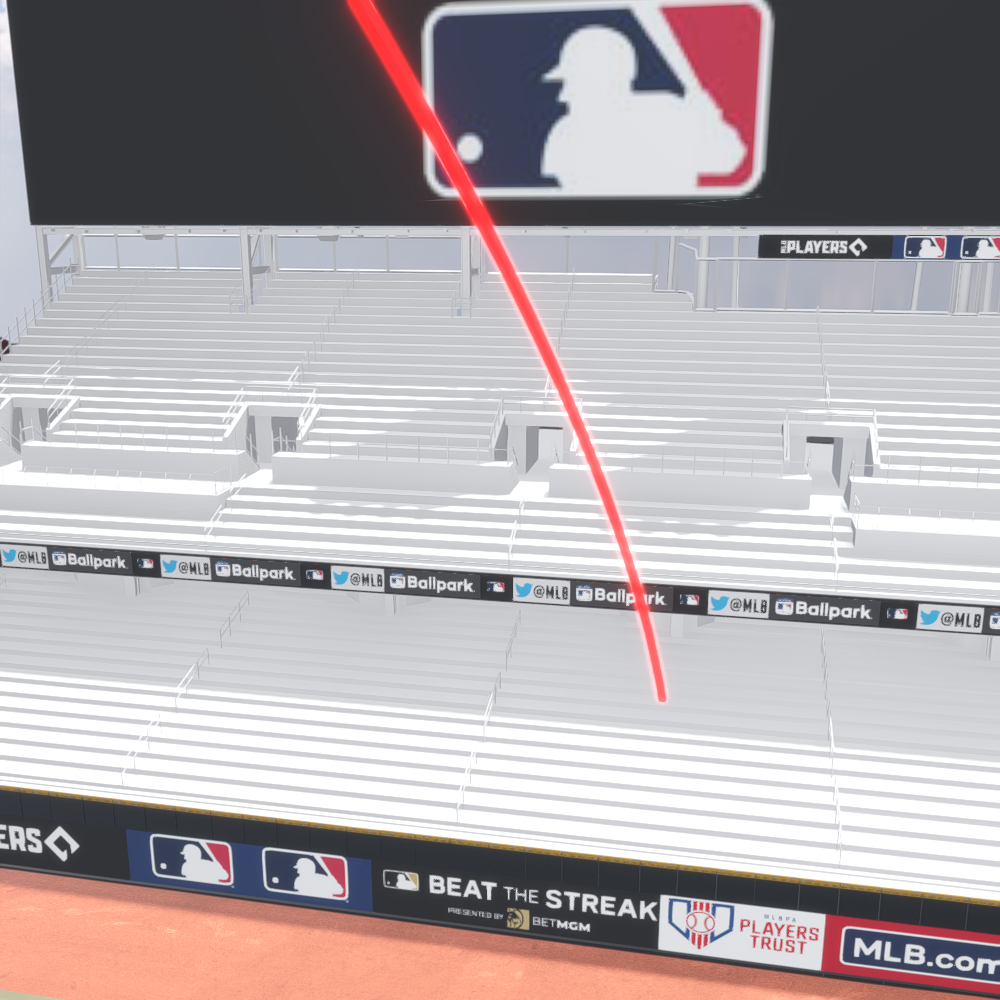 MLB PLAYERS
@MLB Ballpark @MLB Ballpark @MLB Ballpark @MLB Ballpark @MLB Ballpark @MLB
ERS
BEAT THE STREAK
PRESENTED BY BETMGM
MLBPA
PLAYERS
TRUST
MLB.com